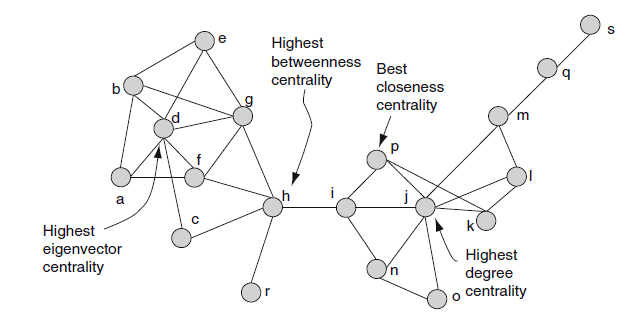 s
e
Highest
betweenness
centrality
Best
closeness
centrality
q
b
g
d
m
p
f
l
a
h
i
j
k
c
Highest
eigenvector
centrality
Highest
degree
centrality
n
o
r